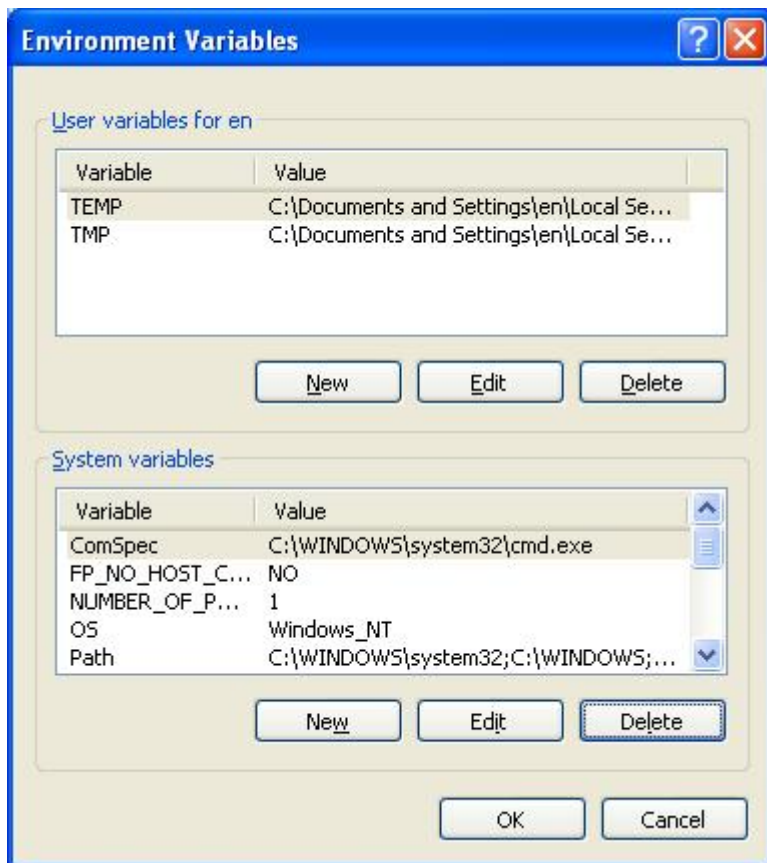 Environment Variables
User variables for en
Variable Value
TEMP C:\Documents and Settings\en\Local Se...
TMP C:\Documents and Settings\en\Local Se...
New Edit Delete
System variables
Variable Value
ComSpec C:\WINDOWS\system32\cmd.exe
FP_NO_HOST_C... NO
NUMBER_OF_P... 1
OS Windows_NT
Path C:\WINDOWS\system32;C:\WINDOWS;...
New Edit Delete
OK Cancel